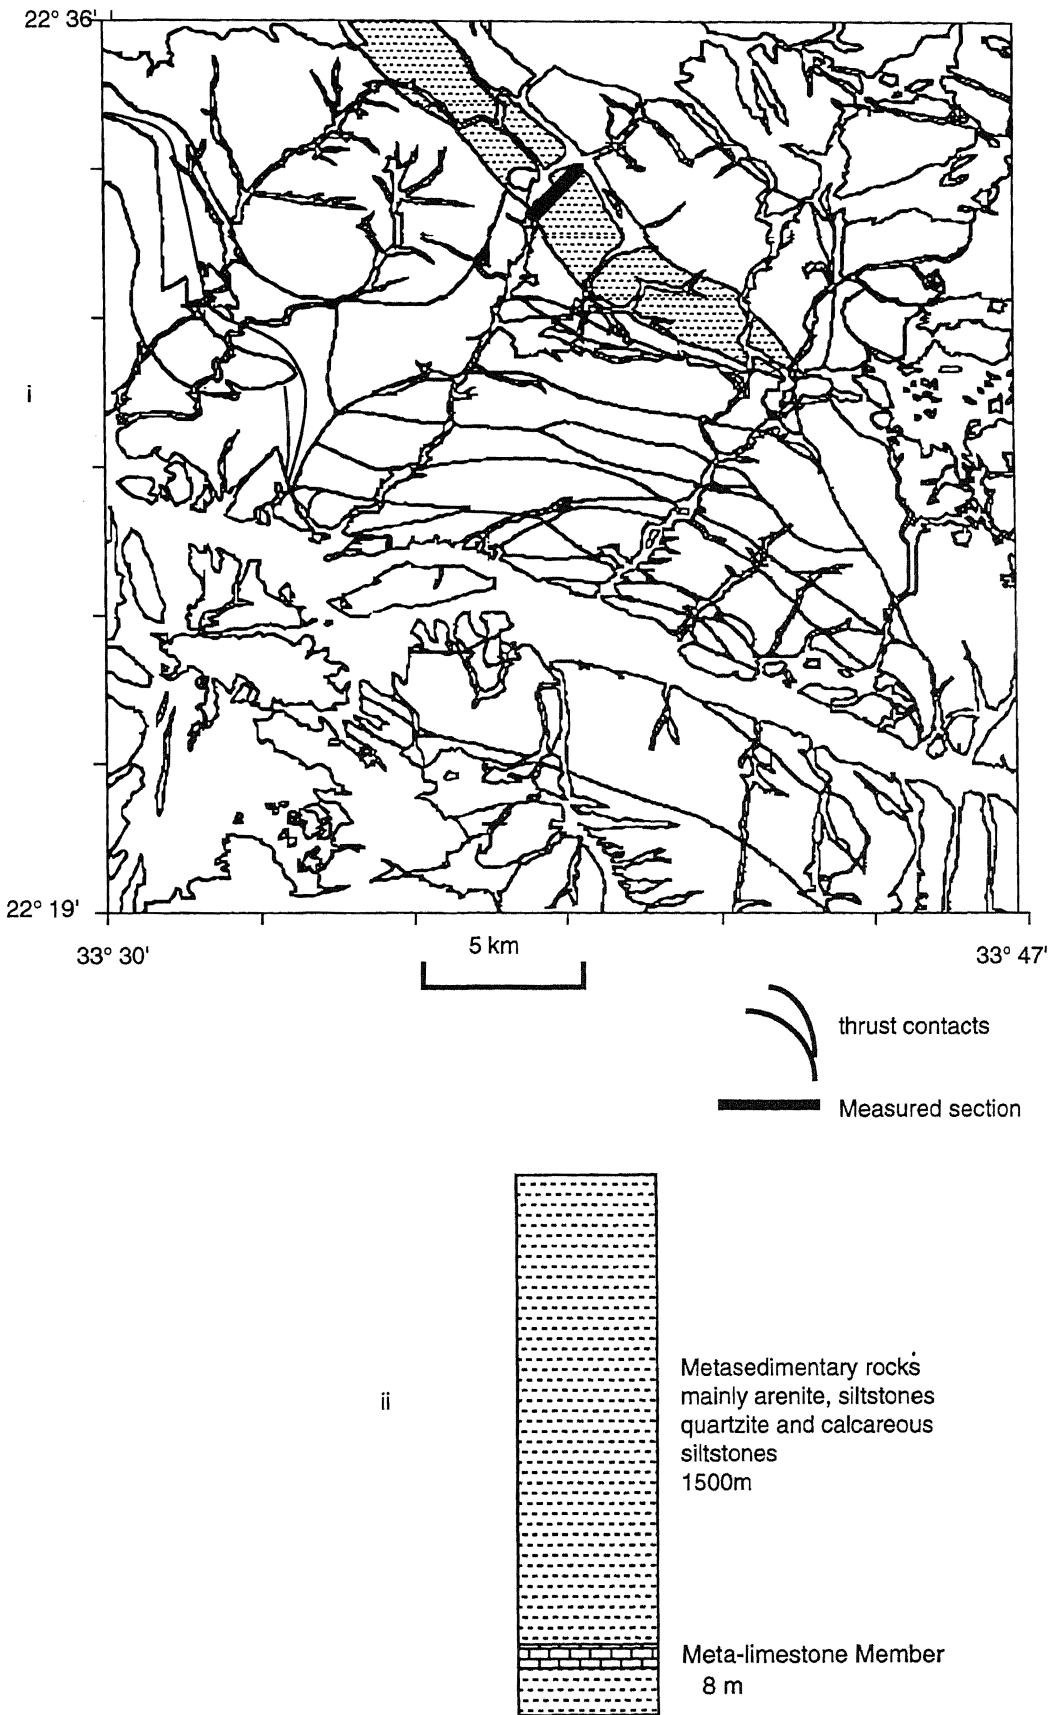 22° 36'
i
22° 19'
33° 30'
5 km
33° 47'
thrust contacts
Measured section
ii
Metasedimentary rocks
mainly arenite, siltstones
quartzite and calcareous
siltstones
1500m
Meta-limestone Member
8 m